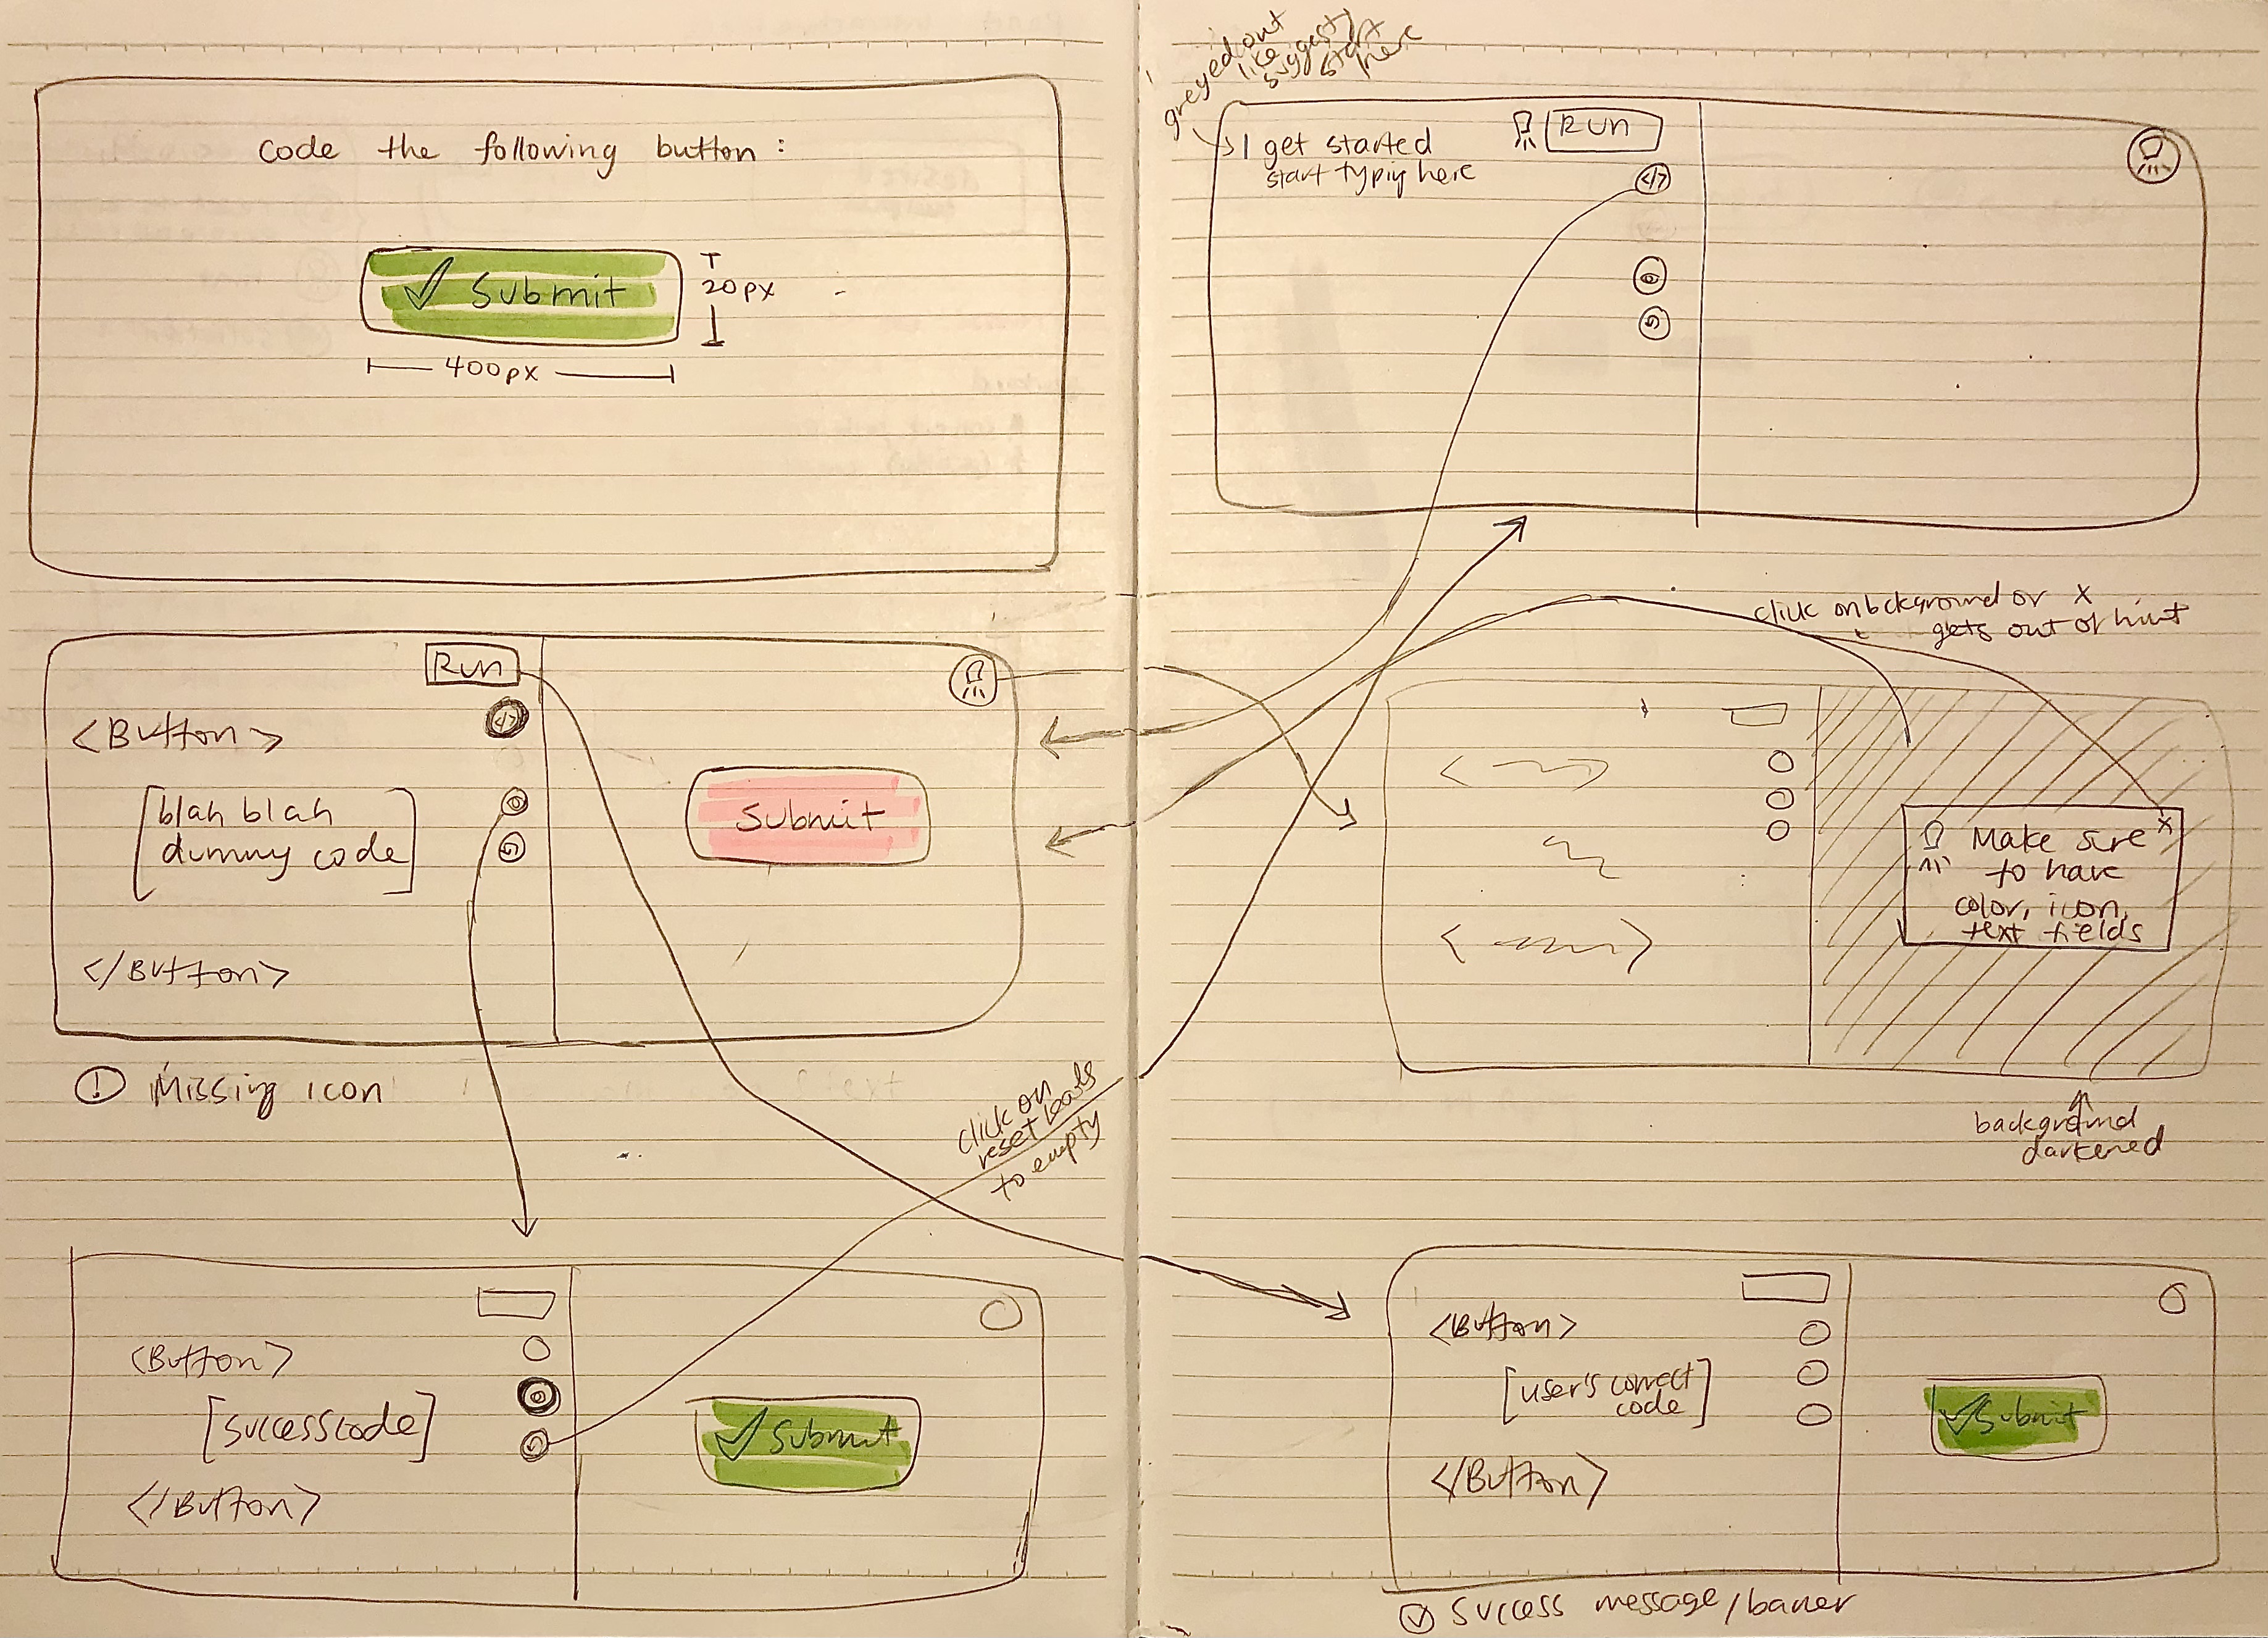 code the following button :
✓ Submit
20px
400px
greyed out
like
suggest/
start
here
I get started
start typing here
Run
</>
Run
</>
<Button>
[blah blah
dummy code]
</Button>
Submit
! Missing icon
click on bckground or x
gets out of hint
x
Make sure
to have
color, icon,
text fields
background
darkened
click on
reset loads
to empty
<Button>
[success code]
</Button>
✓ Submit
<Button>
[user's correct
code]
</Button>
✓ Submit
✓ Success message/baner